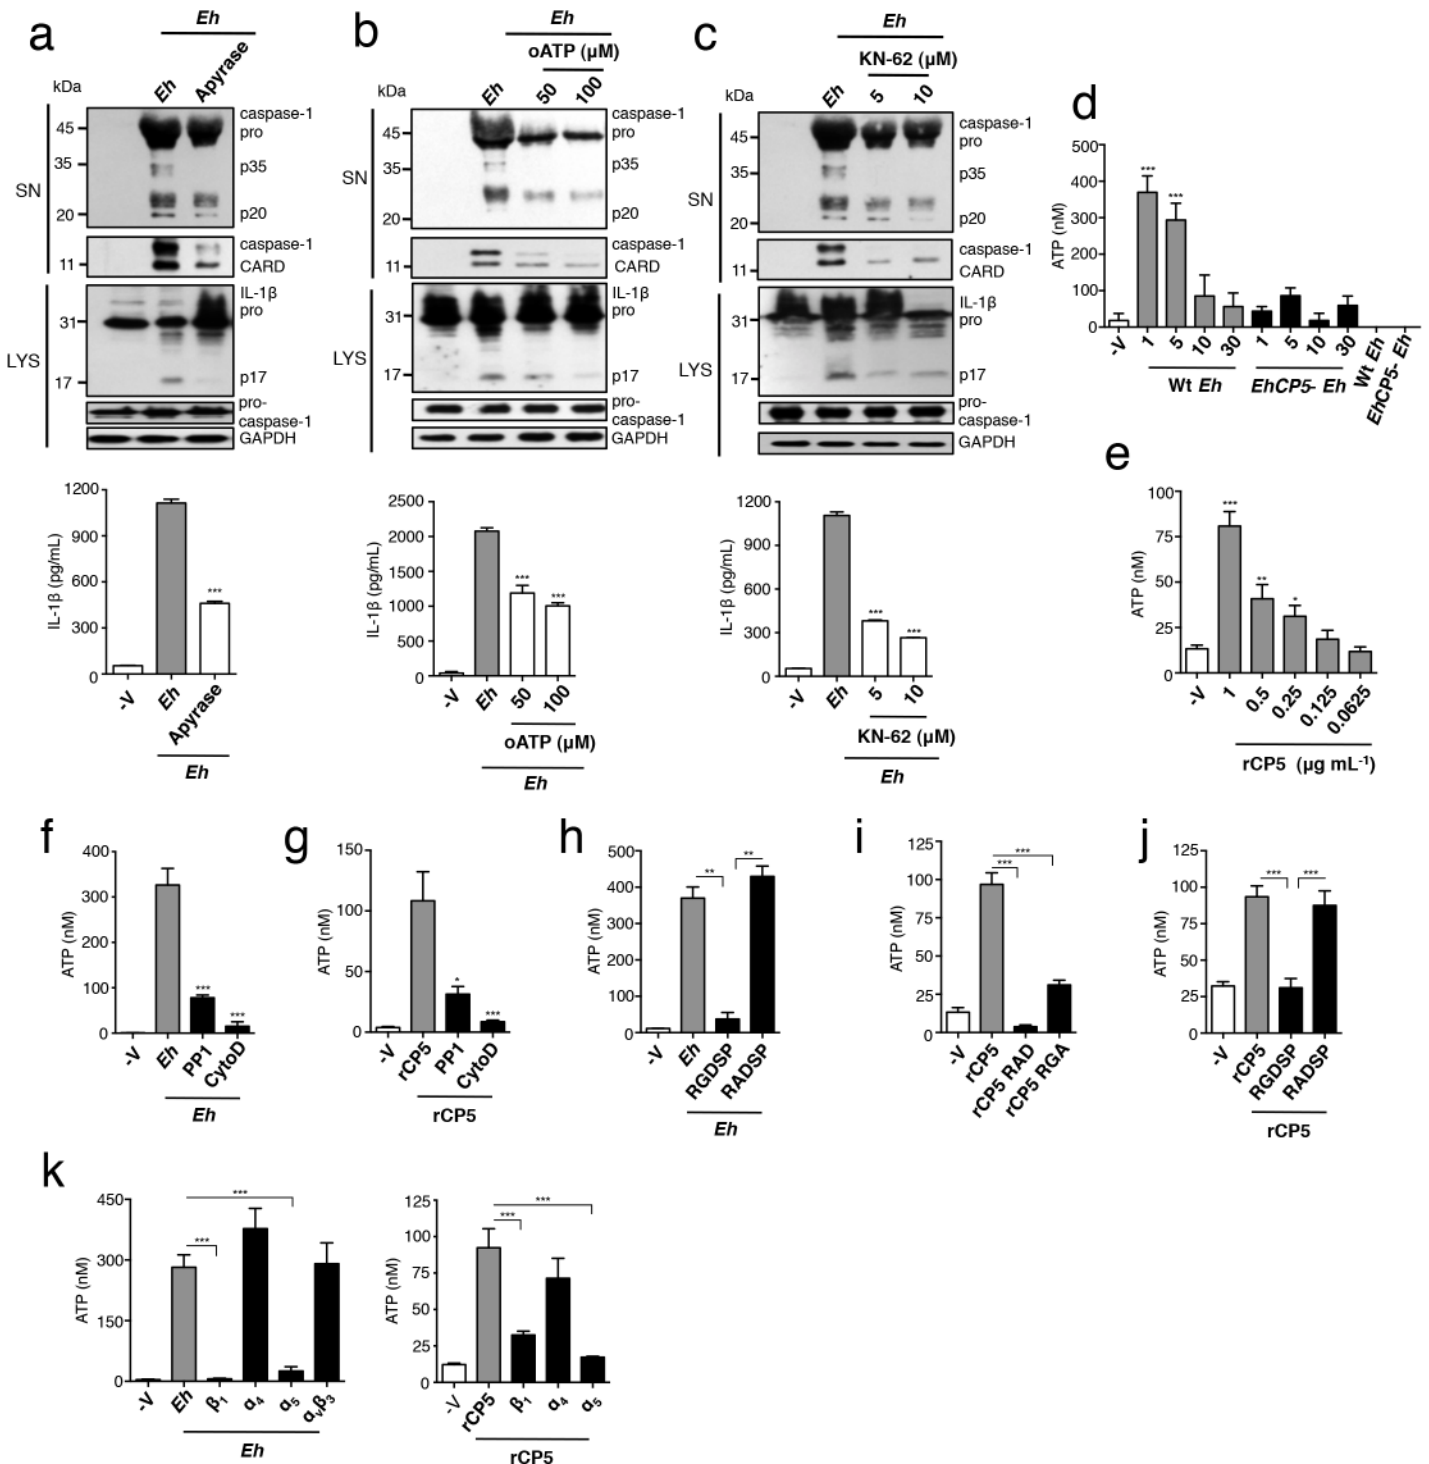 a
Eh
Eh
Apyrase
kDa
45
35
20
11
31
17
SN
LYS
caspase-1
pro
p35
p20
caspase-1
CARD
IL-1β
pro
p17
pro-
caspase-1
GAPDH
IL-1β (pg/mL)
1200
900
600
300
0
***
-V
Eh
Apyrase
Eh
b
Eh
oATP (μM)
Eh
50
100
kDa
45
35
20
11
31
17
SN
LYS
caspase-1
pro
p35
p20
caspase-1
CARD
IL-1β
pro
p17
pro-
caspase-1
GAPDH
IL-1β (pg/mL)
2500
2000
1500
1000
500
0
***
***
-V
Eh
50
100
oATP (μM)
Eh
c
Eh
KN-62 (μM)
Eh
5
10
kDa
45
35
20
11
31
17
SN
LYS
caspase-1
pro
p35
p20
caspase-1
CARD
IL-1β
pro
p17
pro-
caspase-1
GAPDH
IL-1β (pg/mL)
1200
900
600
300
0
***
***
-V
Eh
5
10
KN-62 (μM)
Eh
d
ATP (nM)
500
400
300
200
100
0
***
***
-V
1
5
10
30
1
5
10
30
Wt Eh
EhCP5- Eh
Wt Eh
EhCP5- Eh
e
ATP (nM)
100
75
50
25
0
***
**
*
-V
1
0.5
0.25
0.125
0.0625
rCP5 (μg mL-1)
f
ATP (nM)
400
300
200
100
0
***
***
-V
Eh
PP1
CytoD
Eh
g
ATP (nM)
150
100
50
0
*
***
-V
rCP5
PP1
CytoD
rCP5
h
ATP (nM)
500
400
300
200
100
0
**
**
-V
Eh
RGDSP
RADSP
Eh
i
ATP (nM)
125
100
75
50
25
0
***
***
-V
rCP5
rCP5 RAD
rCP5 RGA
j
ATP (nM)
125
100
75
50
25
0
***
***
-V
rCP5
RGDSP
RADSP
rCP5
k
ATP (nM)
450
300
150
0
***
***
-V
Eh
β1
α4
α5
αvβ3
Eh
ATP (nM)
125
100
75
50
25
0
***
***
-V
rCP5
β1
α4
α5
rCP5